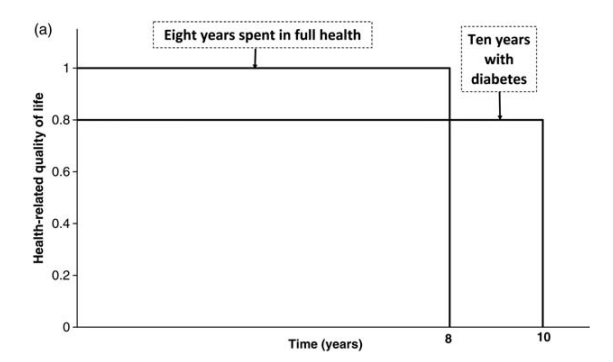 (a)
Eight years spent in full health
Ten years
with
diabetes
Health-related quality of life
1
0.8
0.6
0.4
0.2
0
Time (years)
8
10